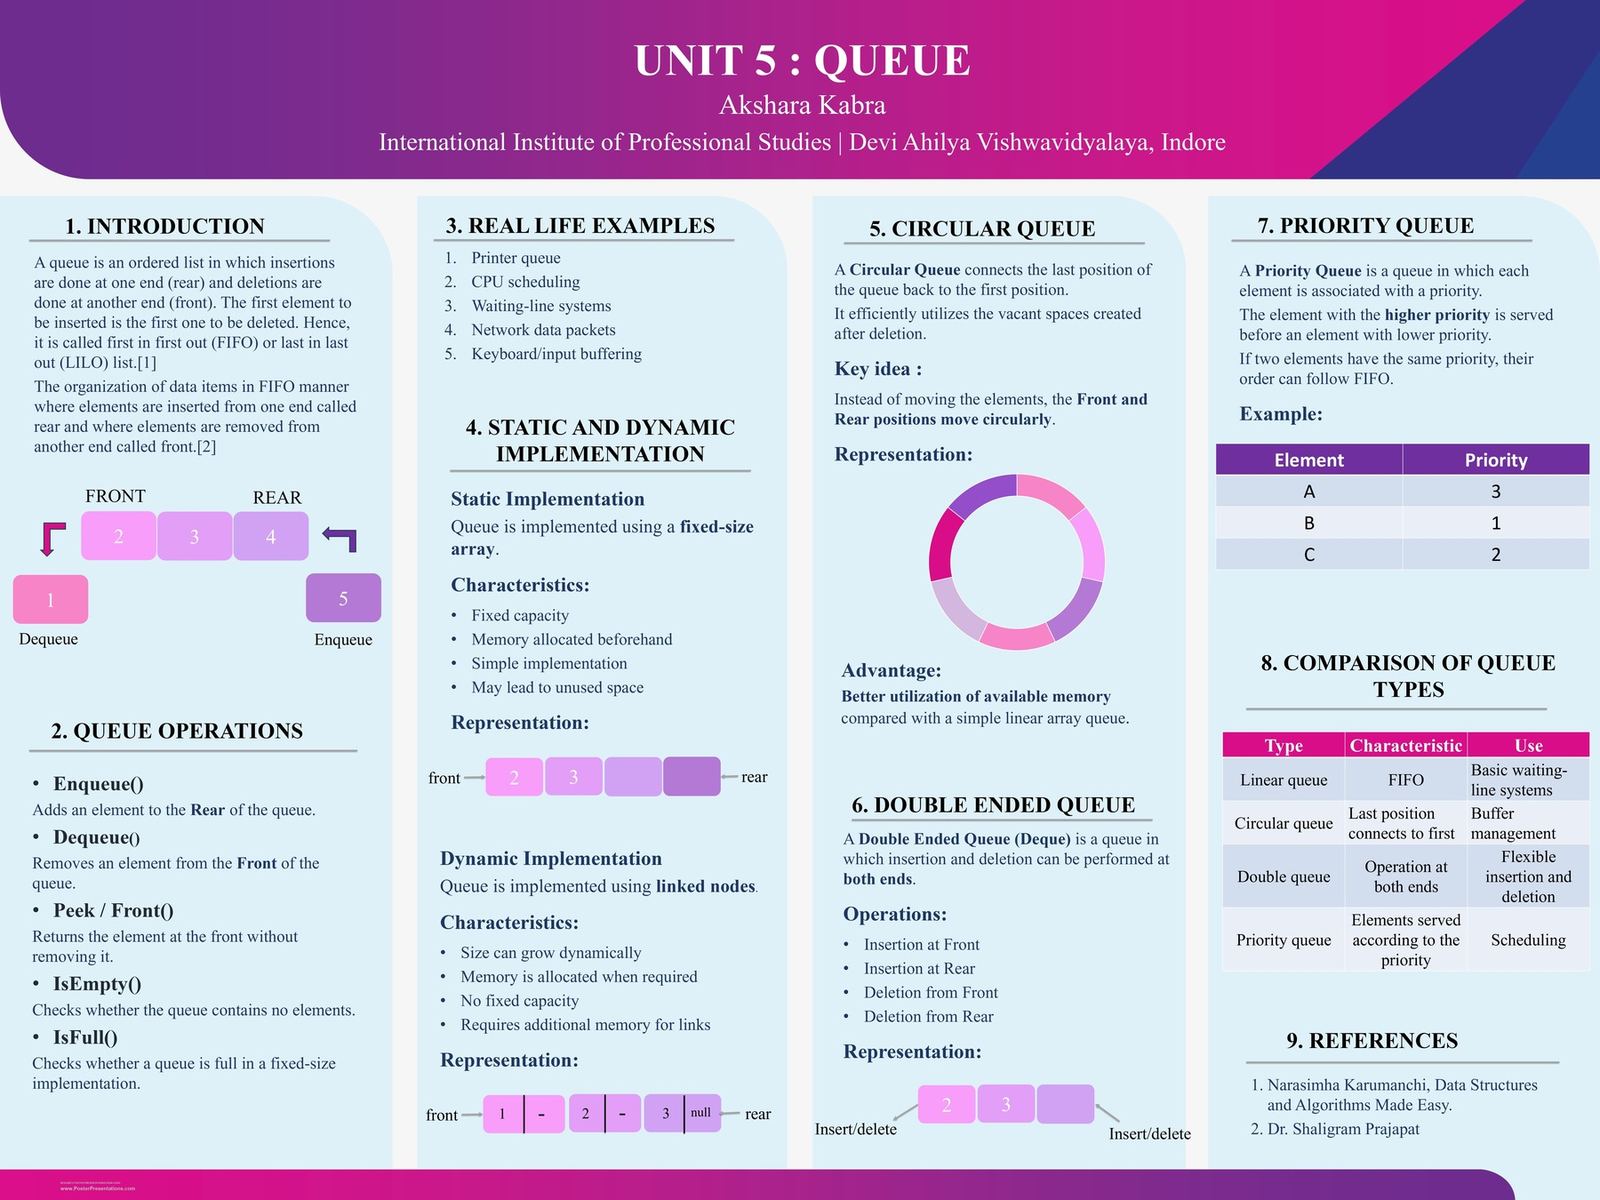 UNIT 5 : QUEUE
Akshara Kabra
International Institute of Professional Studies | Devi Ahilya Vishwavidyalaya, Indore
1. INTRODUCTION
A queue is an ordered list in which insertions
are done at one end (rear) and deletions are
done at another end (front). The first element to
be inserted is the first one to be deleted. Hence,
it is called first in first out (FIFO) or last in last
out (LILO) list.[1]
The organization of data items in FIFO manner
where elements are inserted from one end called
rear and where elements are removed from
another end called front.[2]
FRONT REAR
2 3 4
1 5
Dequeue Enqueue
2. QUEUE OPERATIONS
• Enqueue()
Adds an element to the Rear of the queue.
• Dequeue()
Removes an element from the Front of the
queue.
• Peek / Front()
Returns the element at the front without
removing it.
• IsEmpty()
Checks whether the queue contains no elements.
• IsFull()
Checks whether a queue is full in a fixed-size
implementation.
3. REAL LIFE EXAMPLES
1. Printer queue
2. CPU scheduling
3. Waiting-line systems
4. Network data packets
5. Keyboard/input buffering
4. STATIC AND DYNAMIC
IMPLEMENTATION
Static Implementation
Queue is implemented using a fixed-size
array.
Characteristics:
• Fixed capacity
• Memory allocated beforehand
• Simple implementation
• May lead to unused space
Representation:
front 2 3 rear
Dynamic Implementation
Queue is implemented using linked nodes.
Characteristics:
• Size can grow dynamically
• Memory is allocated when required
• No fixed capacity
• Requires additional memory for links
Representation:
front 1 - 2 - 3 null rear
5. CIRCULAR QUEUE
A Circular Queue connects the last position of
the queue back to the first position.
It efficiently utilizes the vacant spaces created
after deletion.
Key idea :
Instead of moving the elements, the Front and
Rear positions move circularly.
Representation:
Advantage:
Better utilization of available memory
compared with a simple linear array queue.
6. DOUBLE ENDED QUEUE
A Double Ended Queue (Deque) is a queue in
which insertion and deletion can be performed at
both ends.
Operations:
• Insertion at Front
• Insertion at Rear
• Deletion from Front
• Deletion from Rear
Representation:
2 3
Insert/delete Insert/delete
7. PRIORITY QUEUE
A Priority Queue is a queue in which each
element is associated with a priority.
The element with the higher priority is served
before an element with lower priority.
If two elements have the same priority, their
order can follow FIFO.
Example:
Element Priority
A 3
B 1
C 2
8. COMPARISON OF QUEUE
TYPES
Type Characteristic Use
Linear queue FIFO Basic waiting-
line systems
Circular queue Last position
connects to first Buffer
management
Double queue Operation at
both ends Flexible
insertion and
deletion
Priority queue Elements served
according to the
priority Scheduling
9. REFERENCES
1. Narasimha Karumanchi, Data Structures
and Algorithms Made Easy.
2. Dr. Shaligram Prajapat
www.PosterPresentations.com